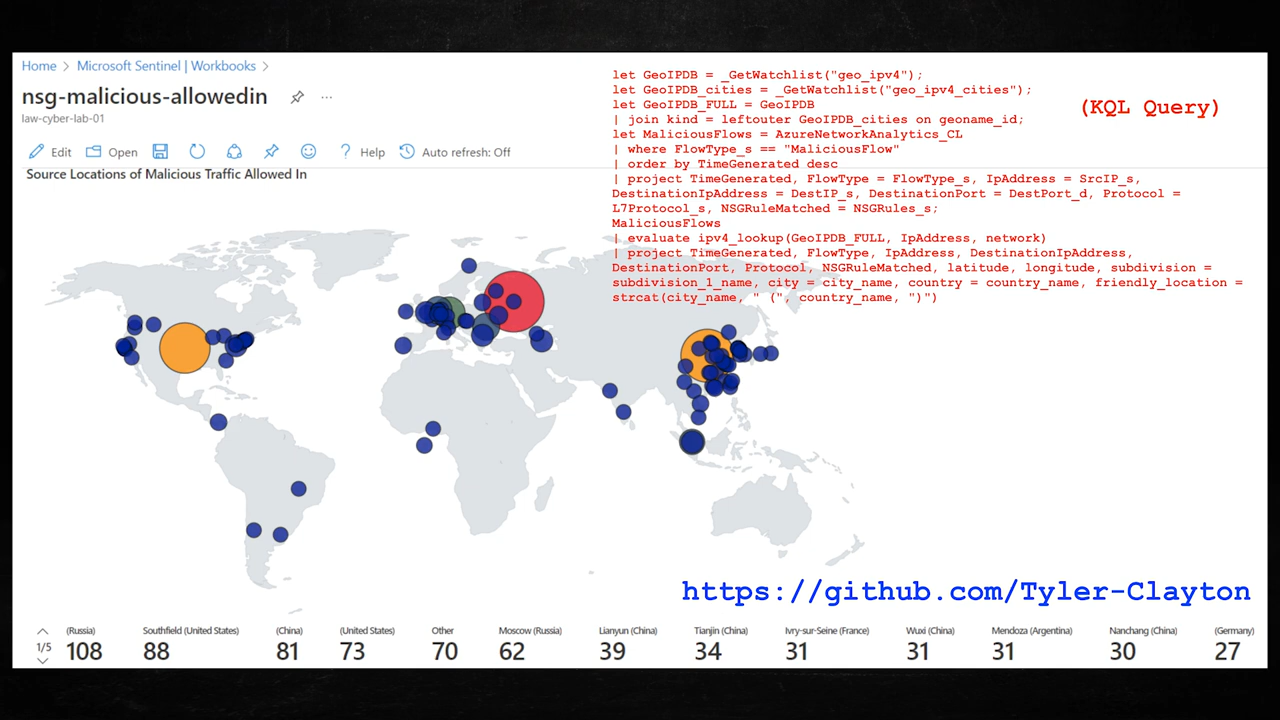 Home > Microsoft Sentinel | Workbooks >
nsg-malicious-allowedin
law-cyber-lab-01
Edit Open Help Auto refresh: Off
Source Locations of Malicious Traffic Allowed In
let GeoIPDB = _GetWatchlist("geo_ipv4");
let GeoIPDB_cities = _GetWatchlist("geo_ipv4_cities");
let GeoIPDB_FULL = GeoIPDB
| join kind = leftouter GeoIPDB_cities on geoname_id;
let MaliciousFlows = AzureNetworkAnalytics_CL
| where FlowType_s == "MaliciousFlow"
| order by TimeGenerated desc
| project TimeGenerated, FlowType = FlowType_s, IpAddress = SrcIP_s,
DestinationIpAddress = DestIP_s, DestinationPort = DestPort_d, Protocol =
L7Protocol_s, NSGRuleMatched = NSGRules_s;
MaliciousFlows
| evaluate ipv4_lookup(GeoIPDB_FULL, IpAddress, network)
| project TimeGenerated, FlowType, IpAddress, DestinationIpAddress,
DestinationPort, Protocol, NSGRuleMatched, latitude, longitude, subdivision =
subdivision_1_name, city = city_name, country = country_name, friendly_location =
strcat(city_name, " (", country_name, ")")
(KQL Query)
https://github.com/Tyler-Clayton
1/5
(Russia) Southfield (United States) (China) (United States) Other Moscow (Russia) Lianyun (China) Tianjin (China) Ivry-sur-Seine (France) Wuxi (China) Mendoza (Argentina) Nanchang (China) (Germany)
108 88 81 73 70 62 39 34 31 31 31 30 27